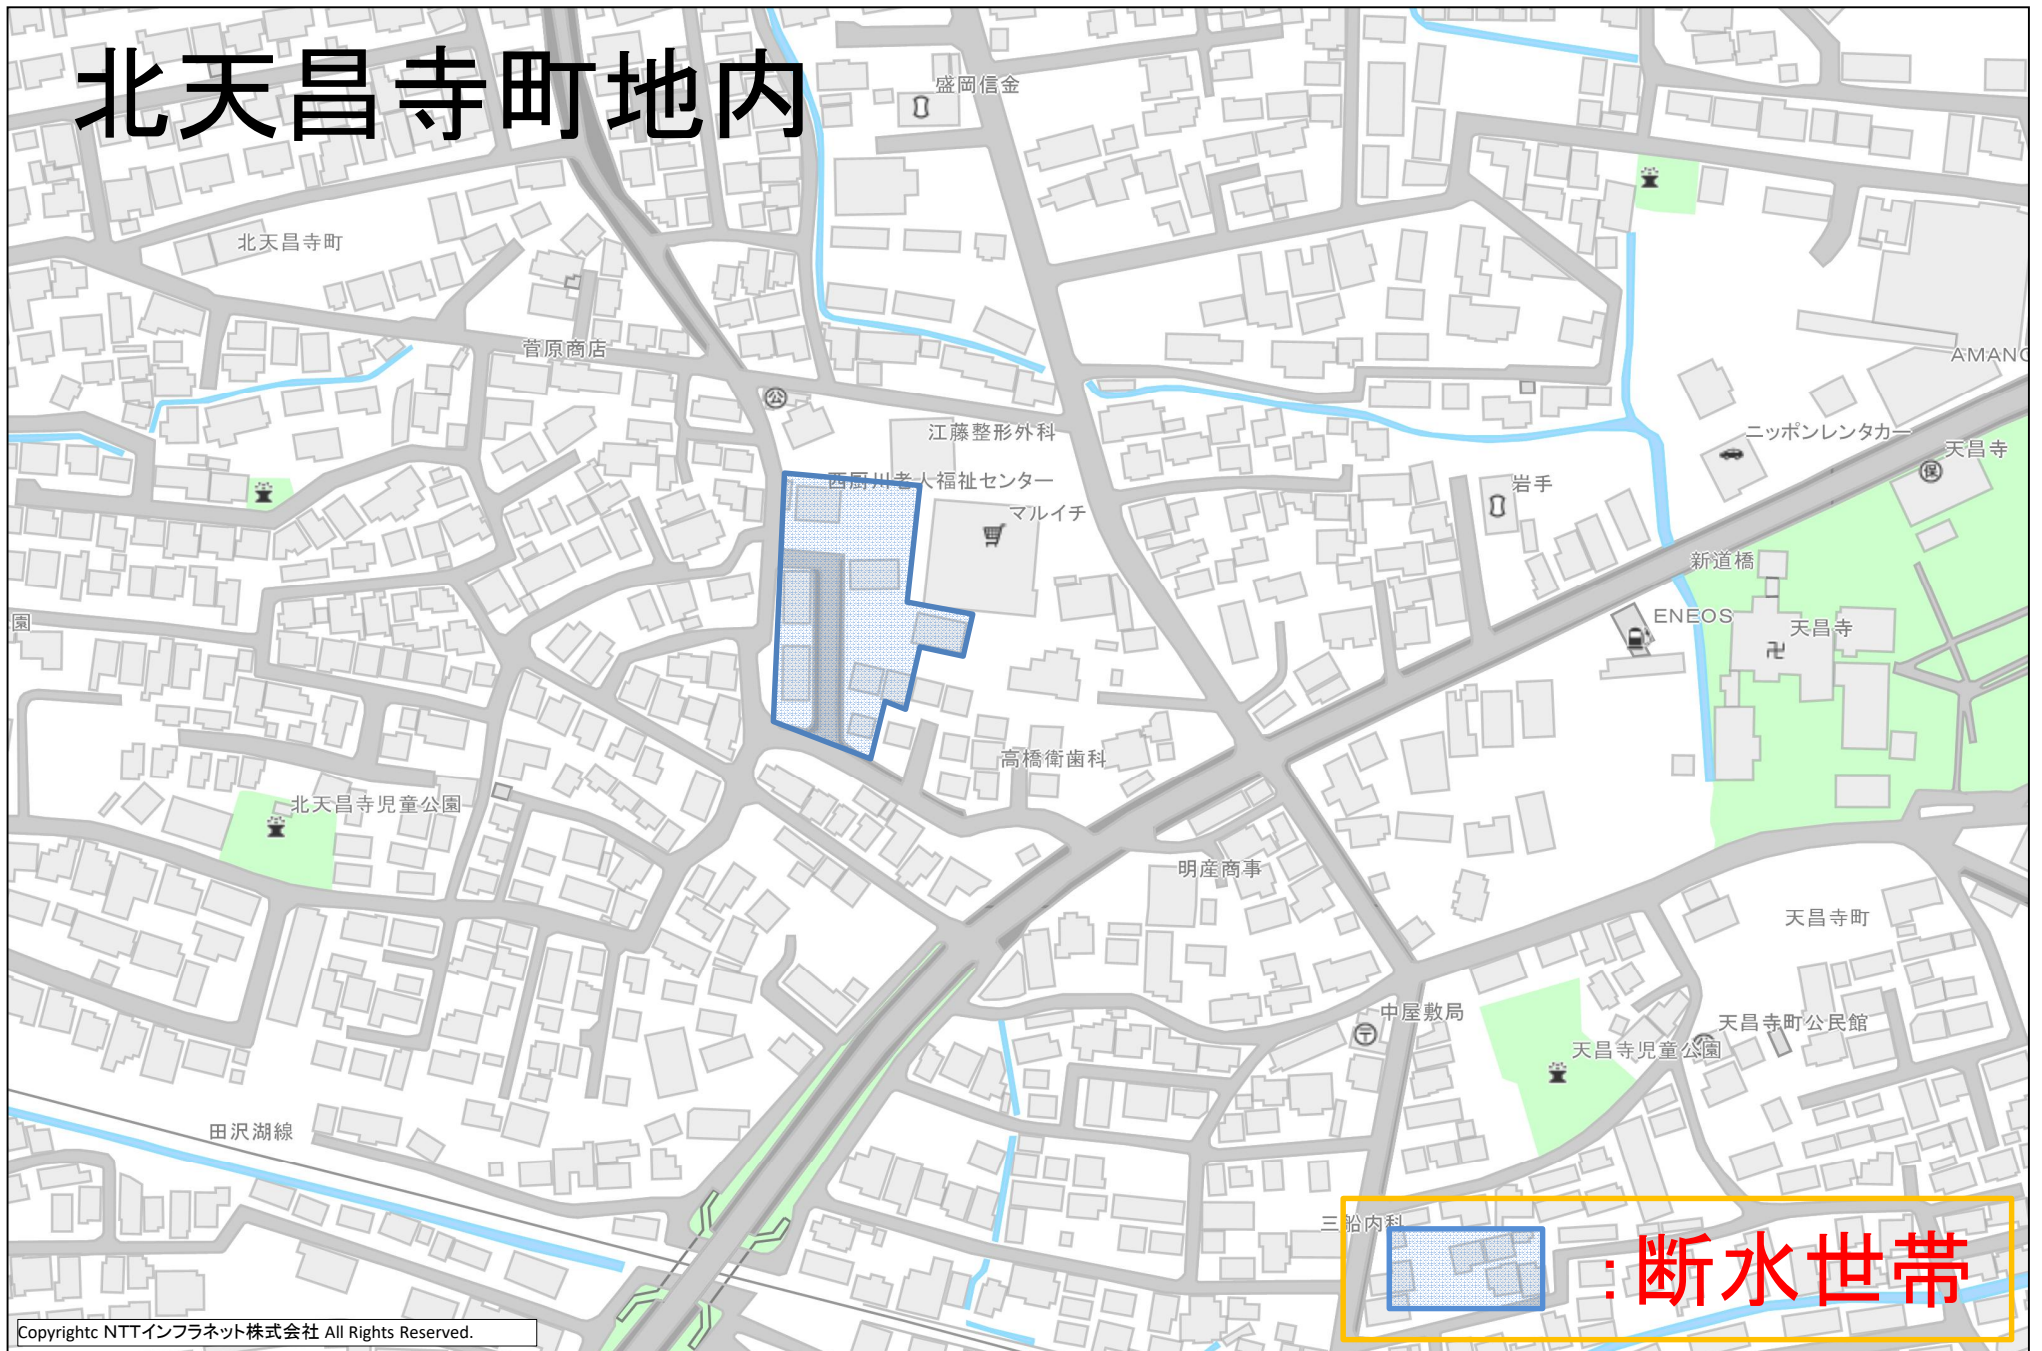 北天昌寺町地内
盛岡信金
北天昌寺町
菅原商店
AMANO
江藤整形外科
ニッポンレンタカー
天昌寺
保
公
西厨川老人福祉センター
岩手
マルイチ
新道橋
ENEOS
天昌寺
園
高橋衛歯科
北天昌寺児童公園
明産商事
天昌寺町
中屋敷局
天昌寺町公民館
天昌寺児童公園
田沢湖線
三船内科
：断水世帯
Copyrightc NTTインフラネット株式会社 All Rights Reserved.